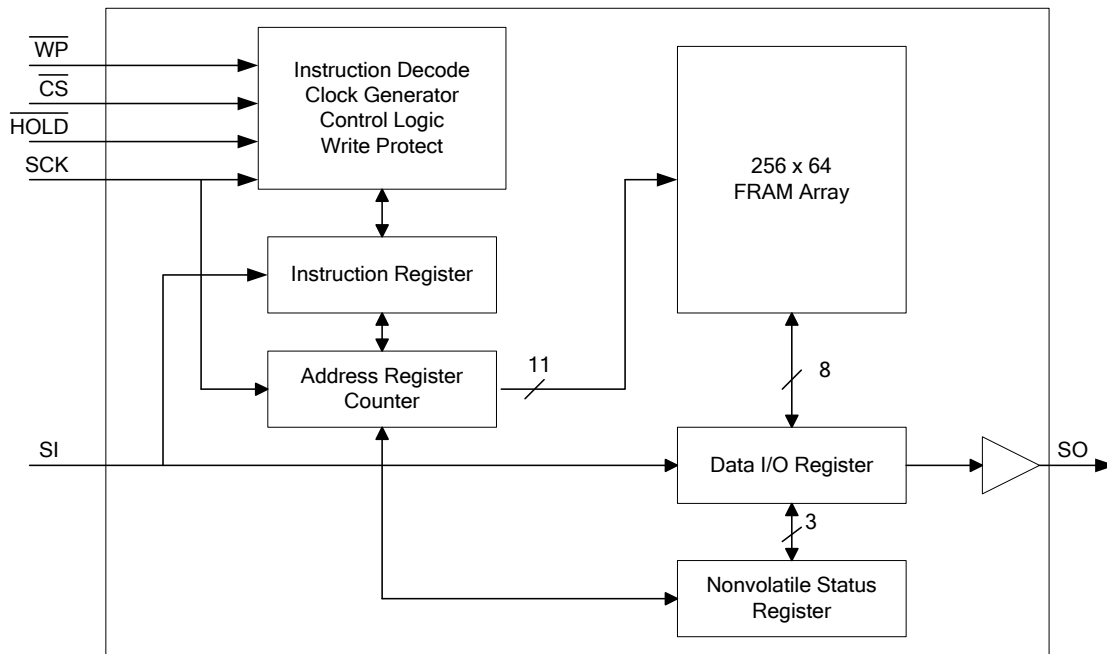 WP
CS
HOLD
SCK
Instruction Decode
Clock Generator
Control Logic
Write Protect
256 x 64
FRAM Array
Instruction Register
Address Register
Counter
11
8
SI
Data I/O Register
SO
3
Nonvolatile Status
Register